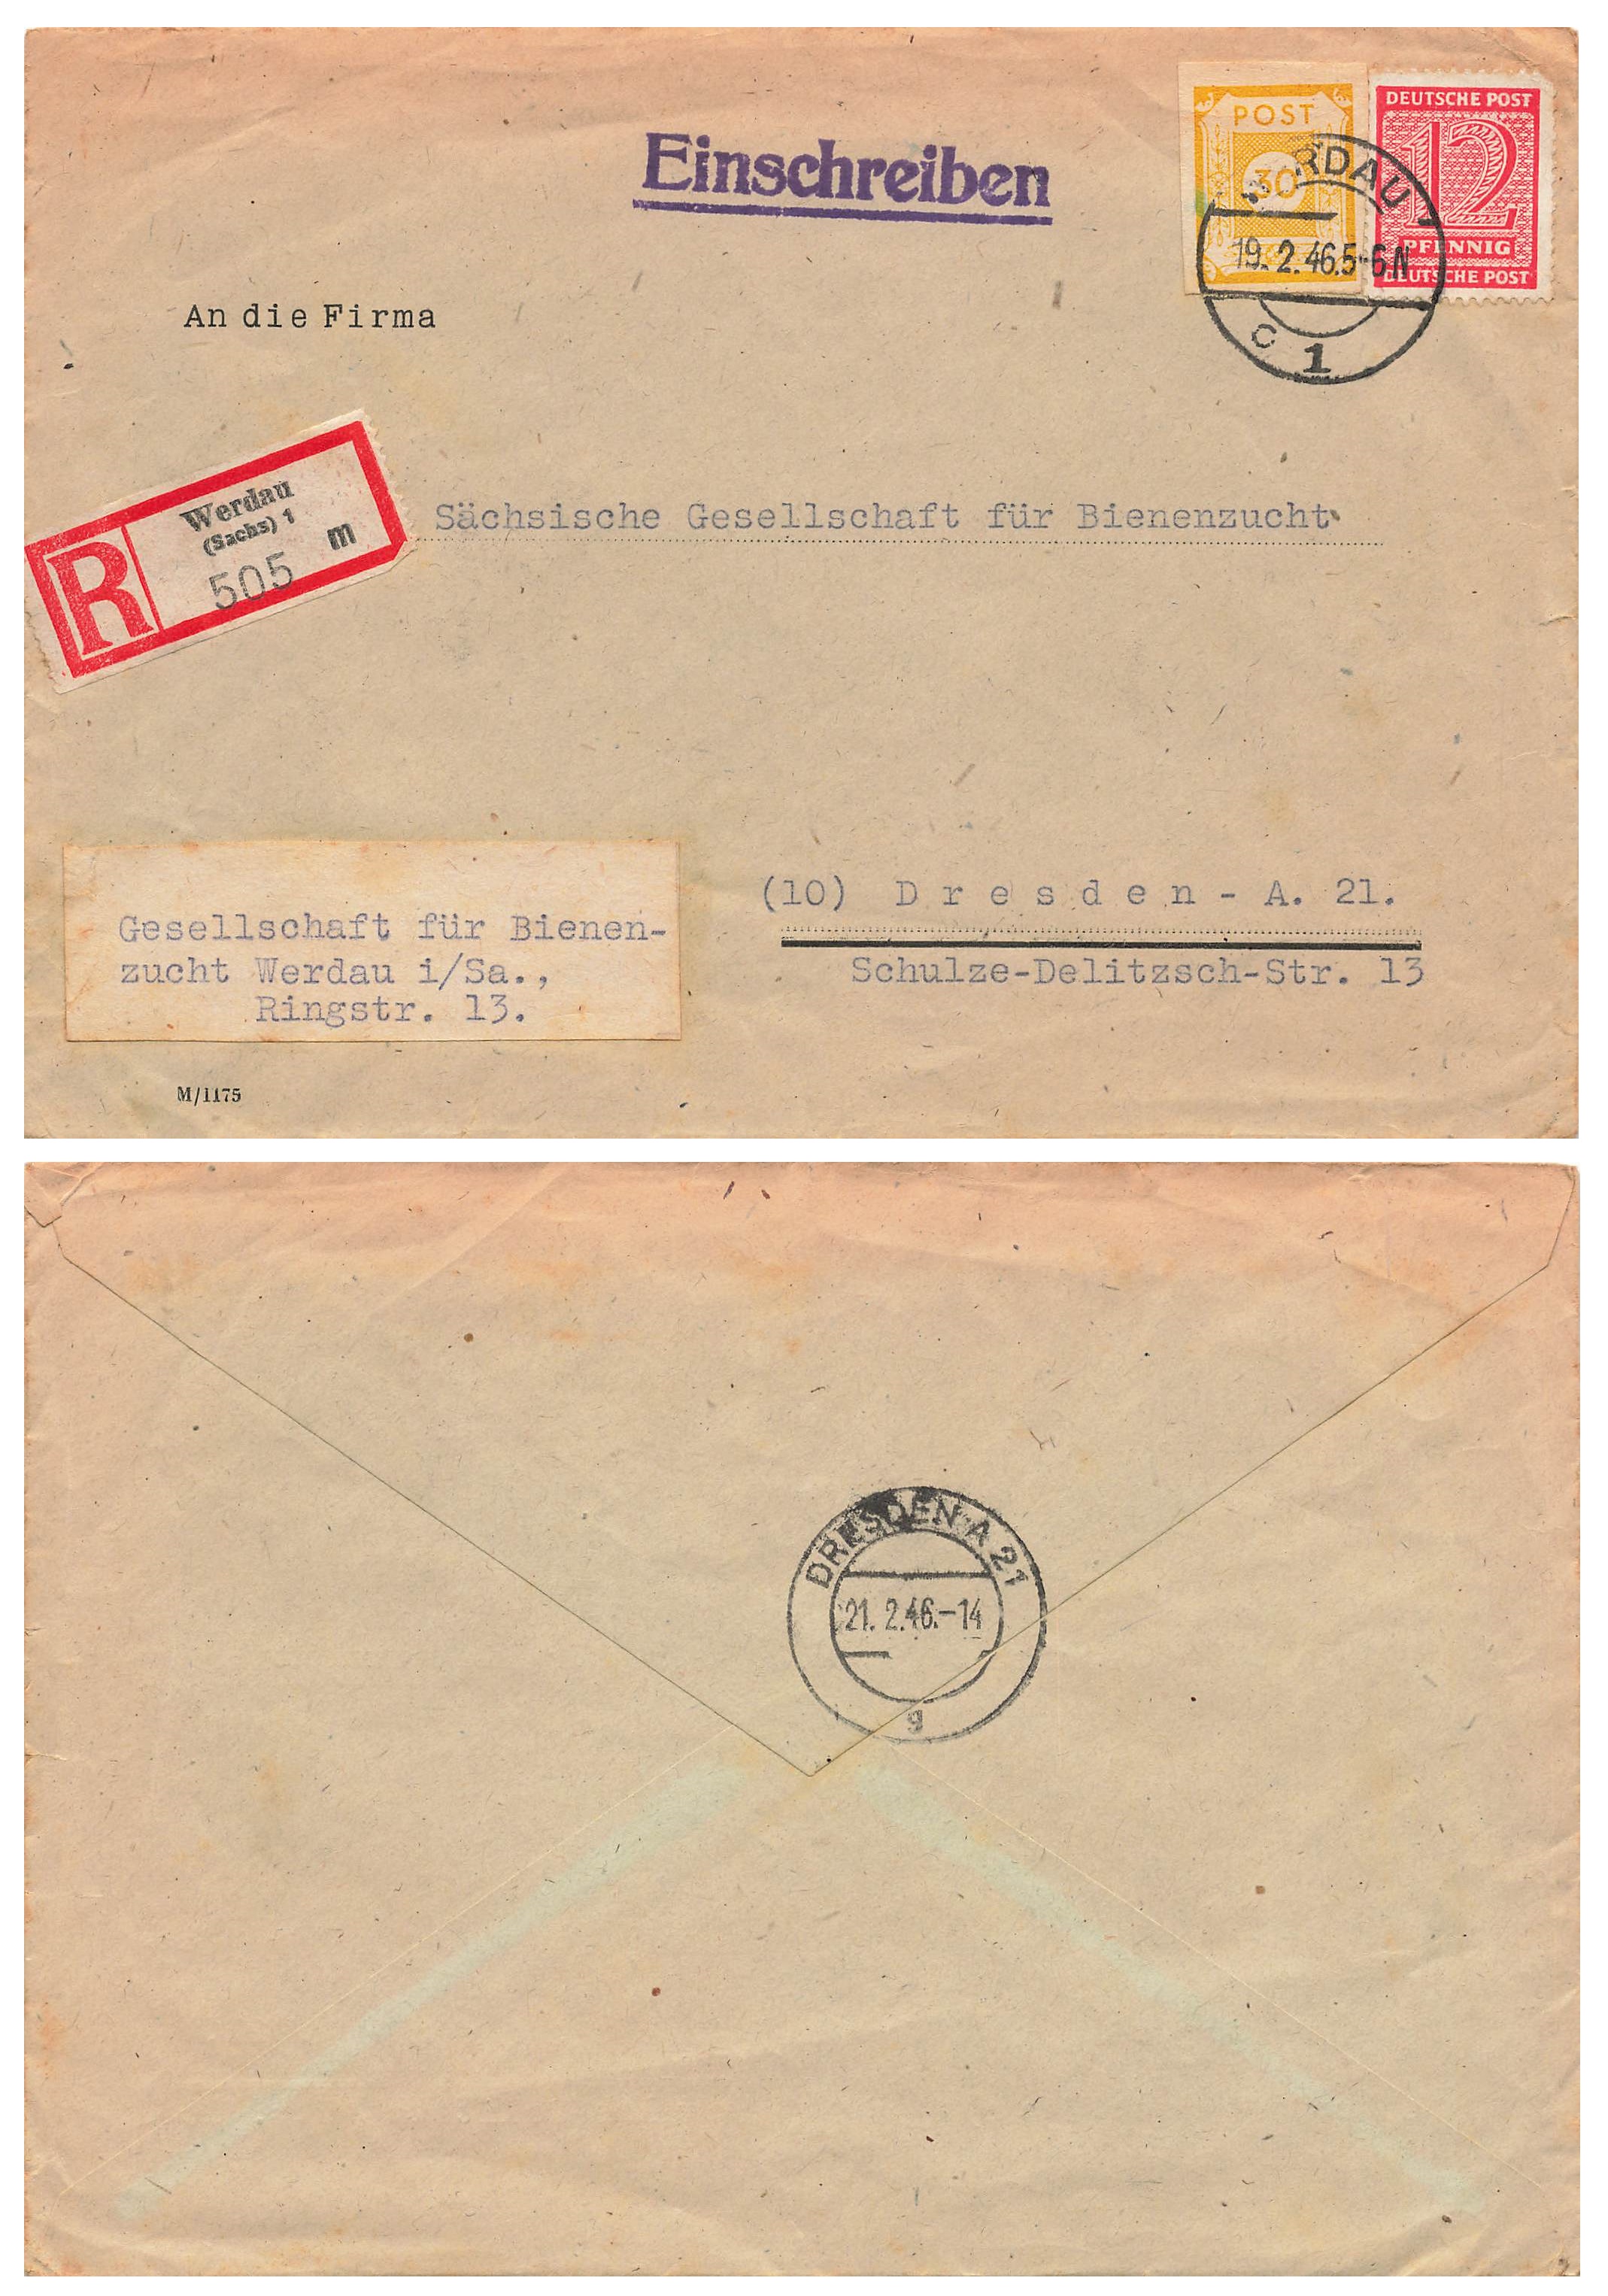 Einschreiben
POST
30
DEUTSCHE POST
12
PFENNIG
DEUTSCHE POST
WERDAU
19. 2. 46.5-6.N
c
1
An die Firma
R
Werdau
(Sachs) 1
m
505
Sächsische Gesellschaft für Bienenzucht
(10) Dresden - A. 21.
Schulze-Delitzsch-Str. 13
Gesellschaft für Bienen-
zucht Werdau i/Sa.,
Ringstr. 13.
M/1175
DRESDEN A 21
21. 2.46.-14
g